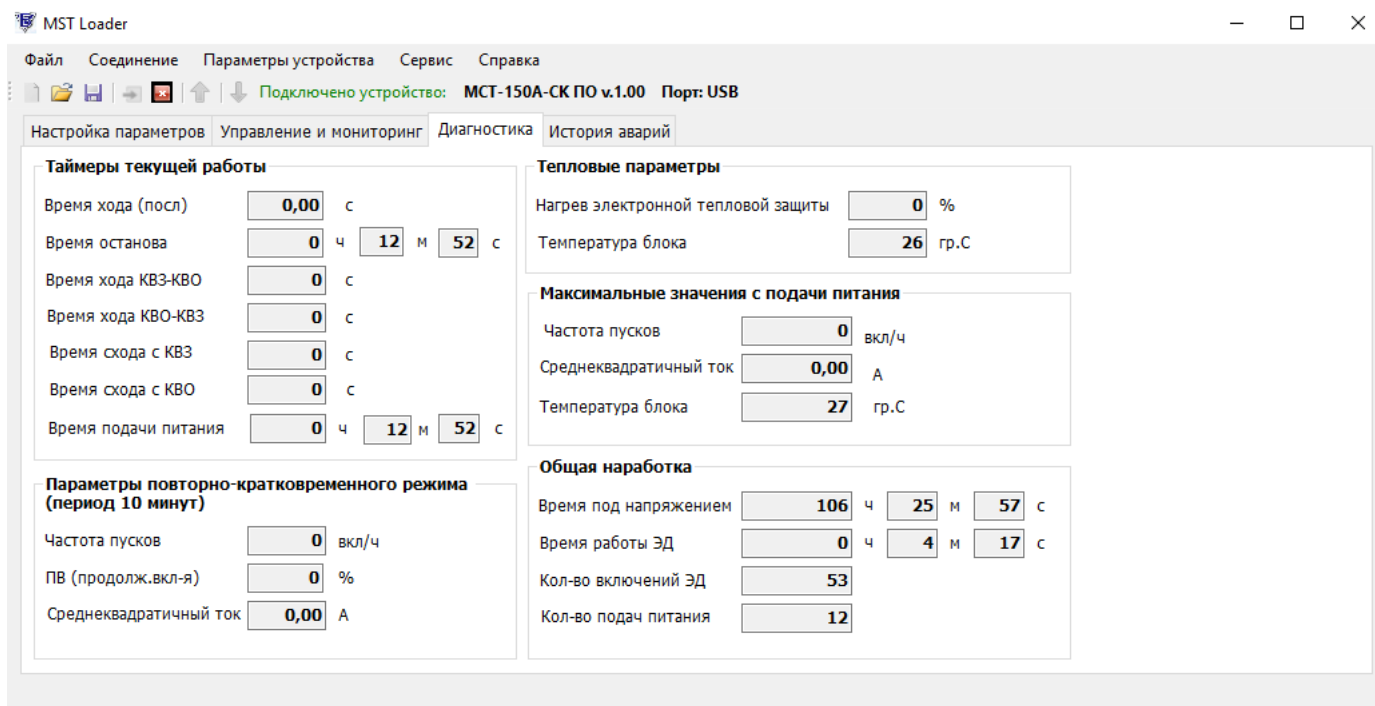 MST Loader
Файл Соединение Параметры устройства Сервис Справка
Подключено устройство: МСТ-150А-СК ПО v.1.00 Порт: USB
Настройка параметров Управление и мониторинг Диагностика История аварий
Таймеры текущей работы
Время хода (посл) 0,00 с
Время останова 0 ч 12 м 52 с
Время хода КВЗ-КВО 0 с
Время хода КВО-КВЗ 0 с
Время схода с КВЗ 0 с
Время схода с КВО 0 с
Время подачи питания 0 ч 12 м 52 с
Параметры повторно-кратковременного режима
(период 10 минут)
Частота пусков 0 вкл/ч
ПВ (продолж.вкл-я) 0 %
Среднеквадратичный ток 0,00 А
Тепловые параметры
Нагрев электронной тепловой защиты 0 %
Температура блока 26 гр.С
Максимальные значения с подачи питания
Частота пусков 0 вкл/ч
Среднеквадратичный ток 0,00 А
Температура блока 27 гр.С
Общая наработка
Время под напряжением 106 ч 25 м 57 с
Время работы ЭД 0 ч 4 м 17 с
Кол-во включений ЭД 53
Кол-во подач питания 12